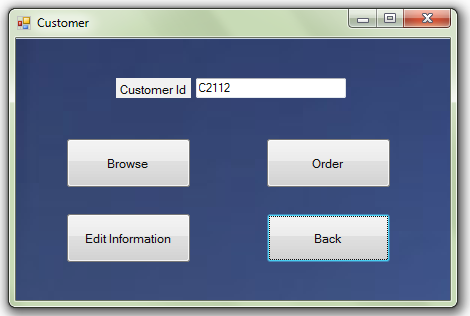 Customer
Customer Id C2112
Browse Order
Edit Information Back